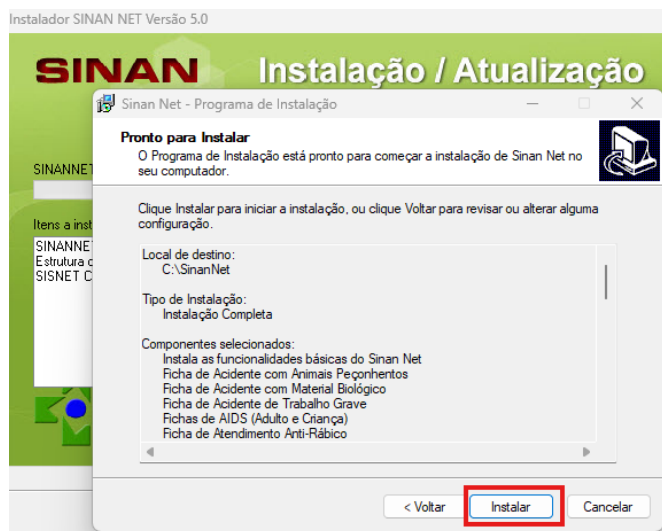 Instalador SINAN NET Versão 5.0
SINAN Instalação / Atualização
Sinan Net - Programa de Instalação
Pronto para Instalar
O Programa de Instalação está pronto para começar a instalação de Sinan Net no
seu computador.
SINANNET
Clique Instalar para iniciar a instalação, ou clique Voltar para revisar ou alterar alguma
configuração.
Itens a inst
SINANNE
Estrutura
SISNET C
Local de destino:
C:\SinanNet
Tipo de Instalação:
Instalação Completa
Componentes selecionados:
Instala as funcionalidades básicas do Sinan Net
Ficha de Acidente com Animais Peçonhentos
Ficha de Acidente com Material Biológico
Ficha de Acidente de Trabalho Grave
Fichas de AIDS (Adulto e Criança)
Ficha de Atendimento Anti-Rábico
< Voltar
Instalar
Cancelar